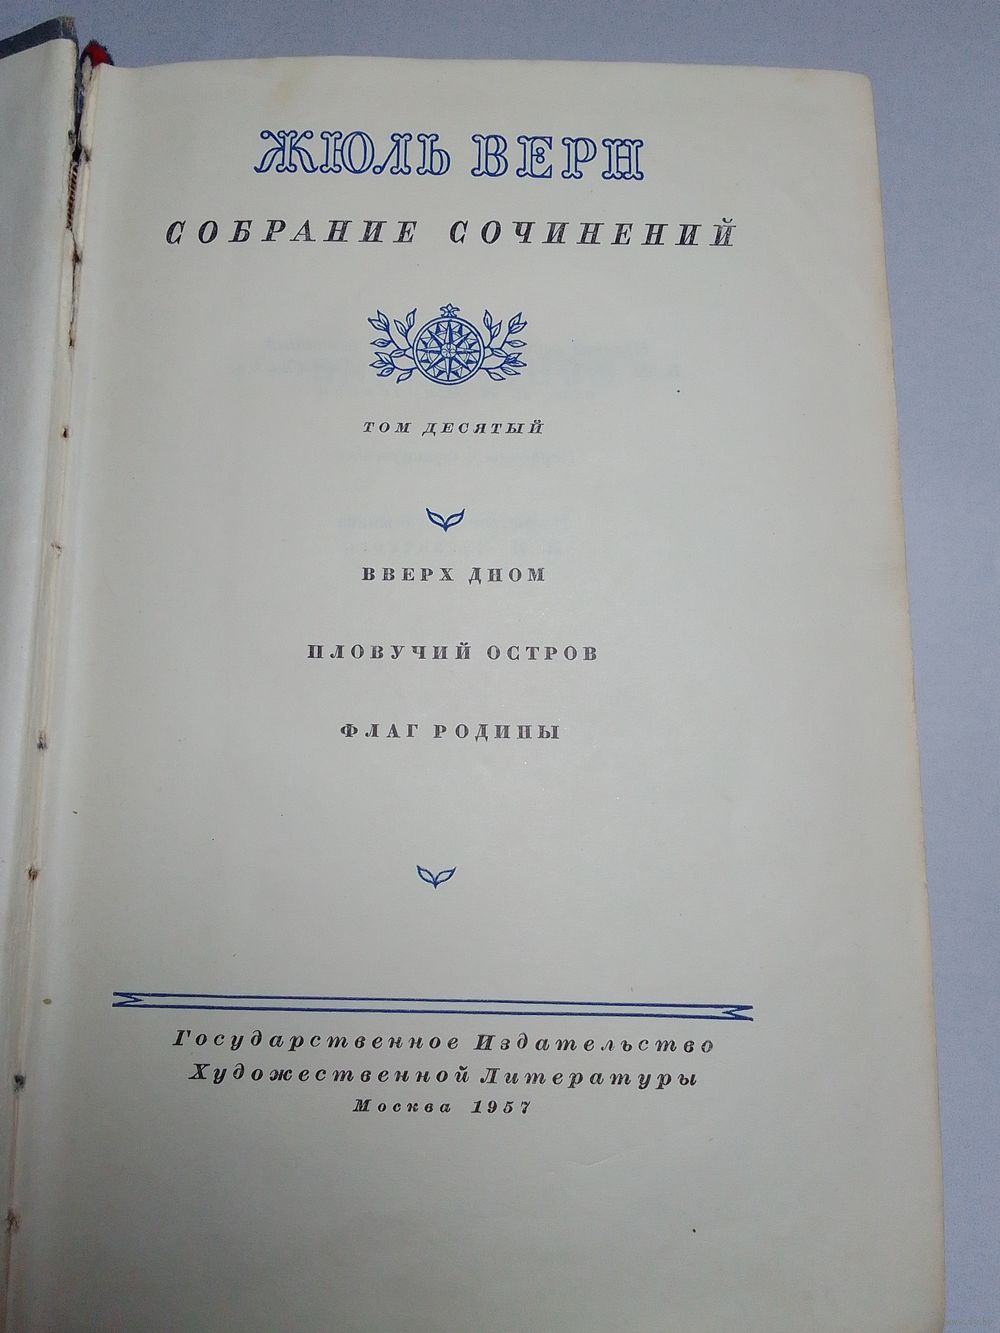 ЖЮЛЬ ВЕРН
СОБРАНИЕ СОЧИНЕНИЙ
ТОМ ДЕСЯТЫЙ
ВВЕРХ ДНОМ
ПЛОВУЧИЙ ОСТРОВ
ФЛАГ РОДИНЫ
Государственное Издательство
Художественной Литературы
Москва 1957